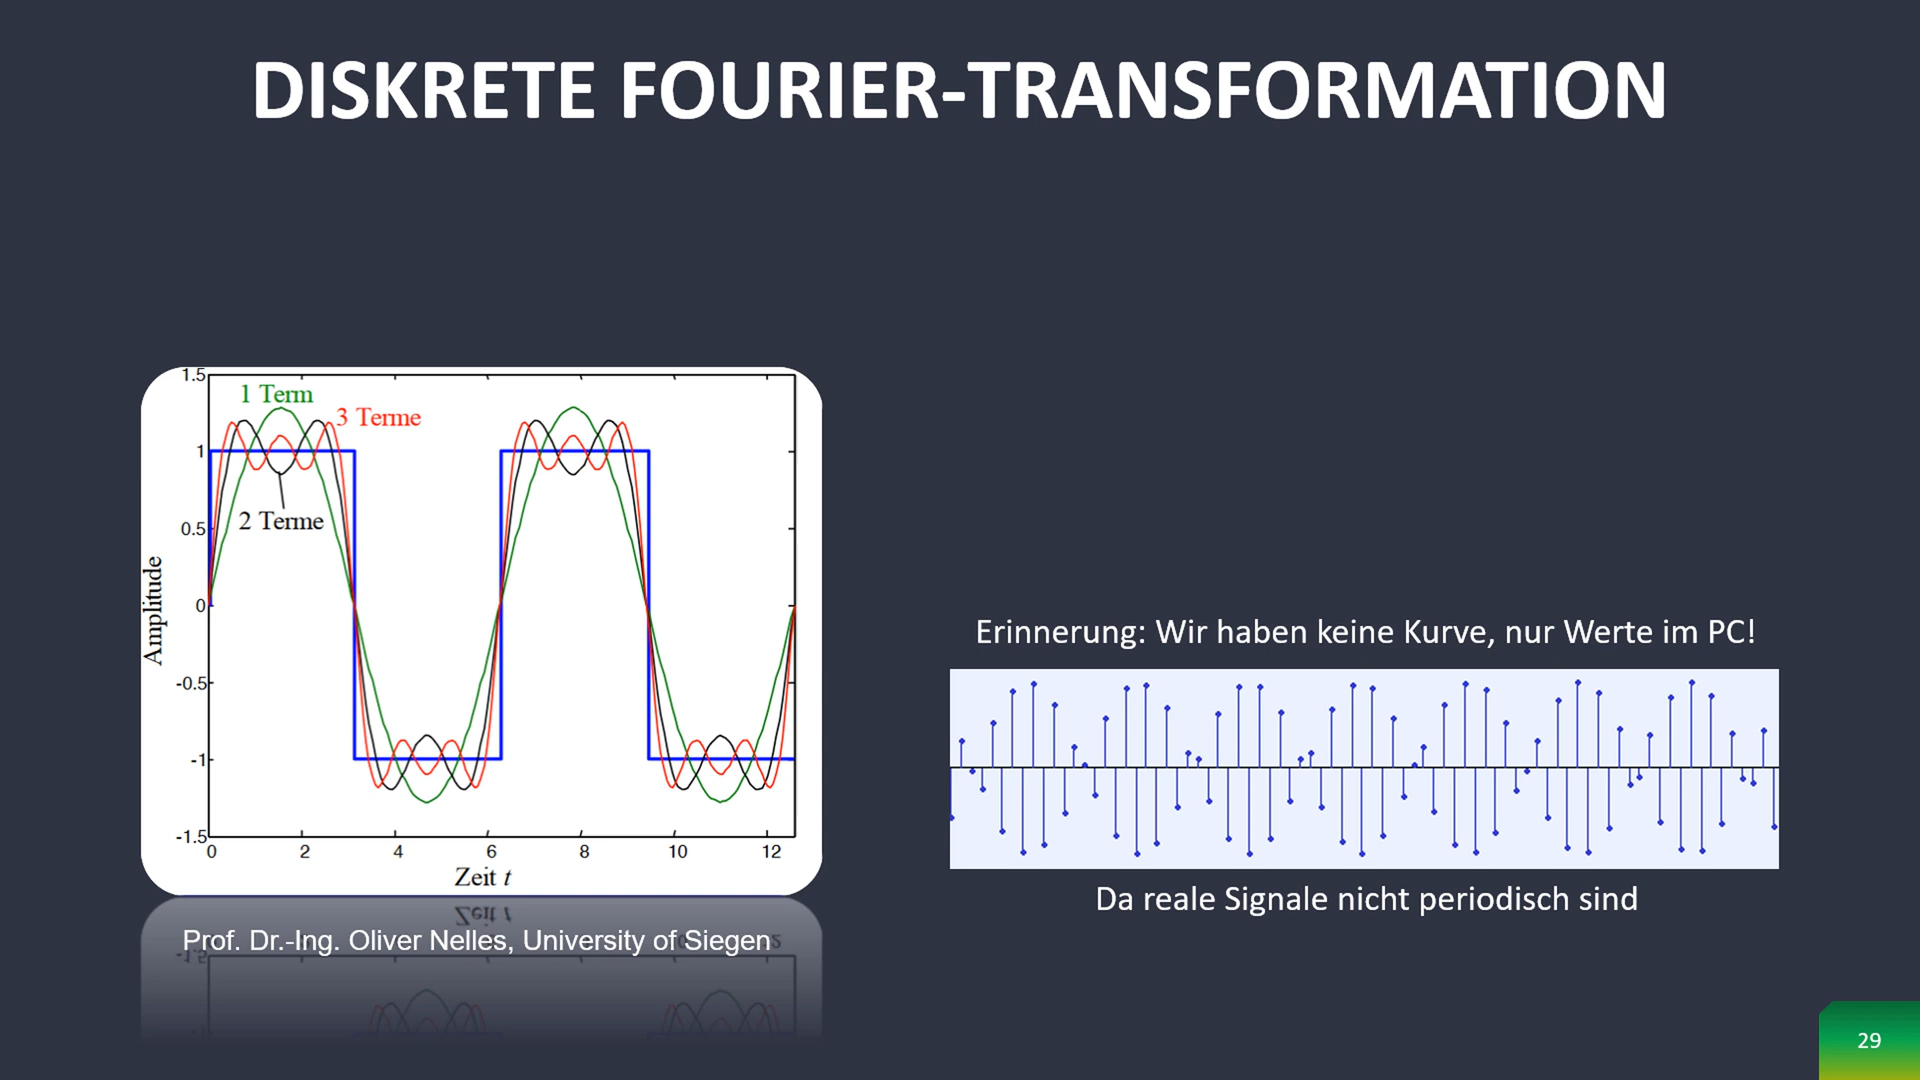 DISKRETE FOURIER-TRANSFORMATION
1.5
1 Term
3 Terme
1
2 Terme
0.5
0
-0.5
-1
-1.5
Amplitude
0 2 4 6 8 10 12
Zeit t
Prof. Dr.-Ing. Oliver Nelles, University of Siegen
Erinnerung: Wir haben keine Kurve, nur Werte im PC!
Da reale Signale nicht periodisch sind
29